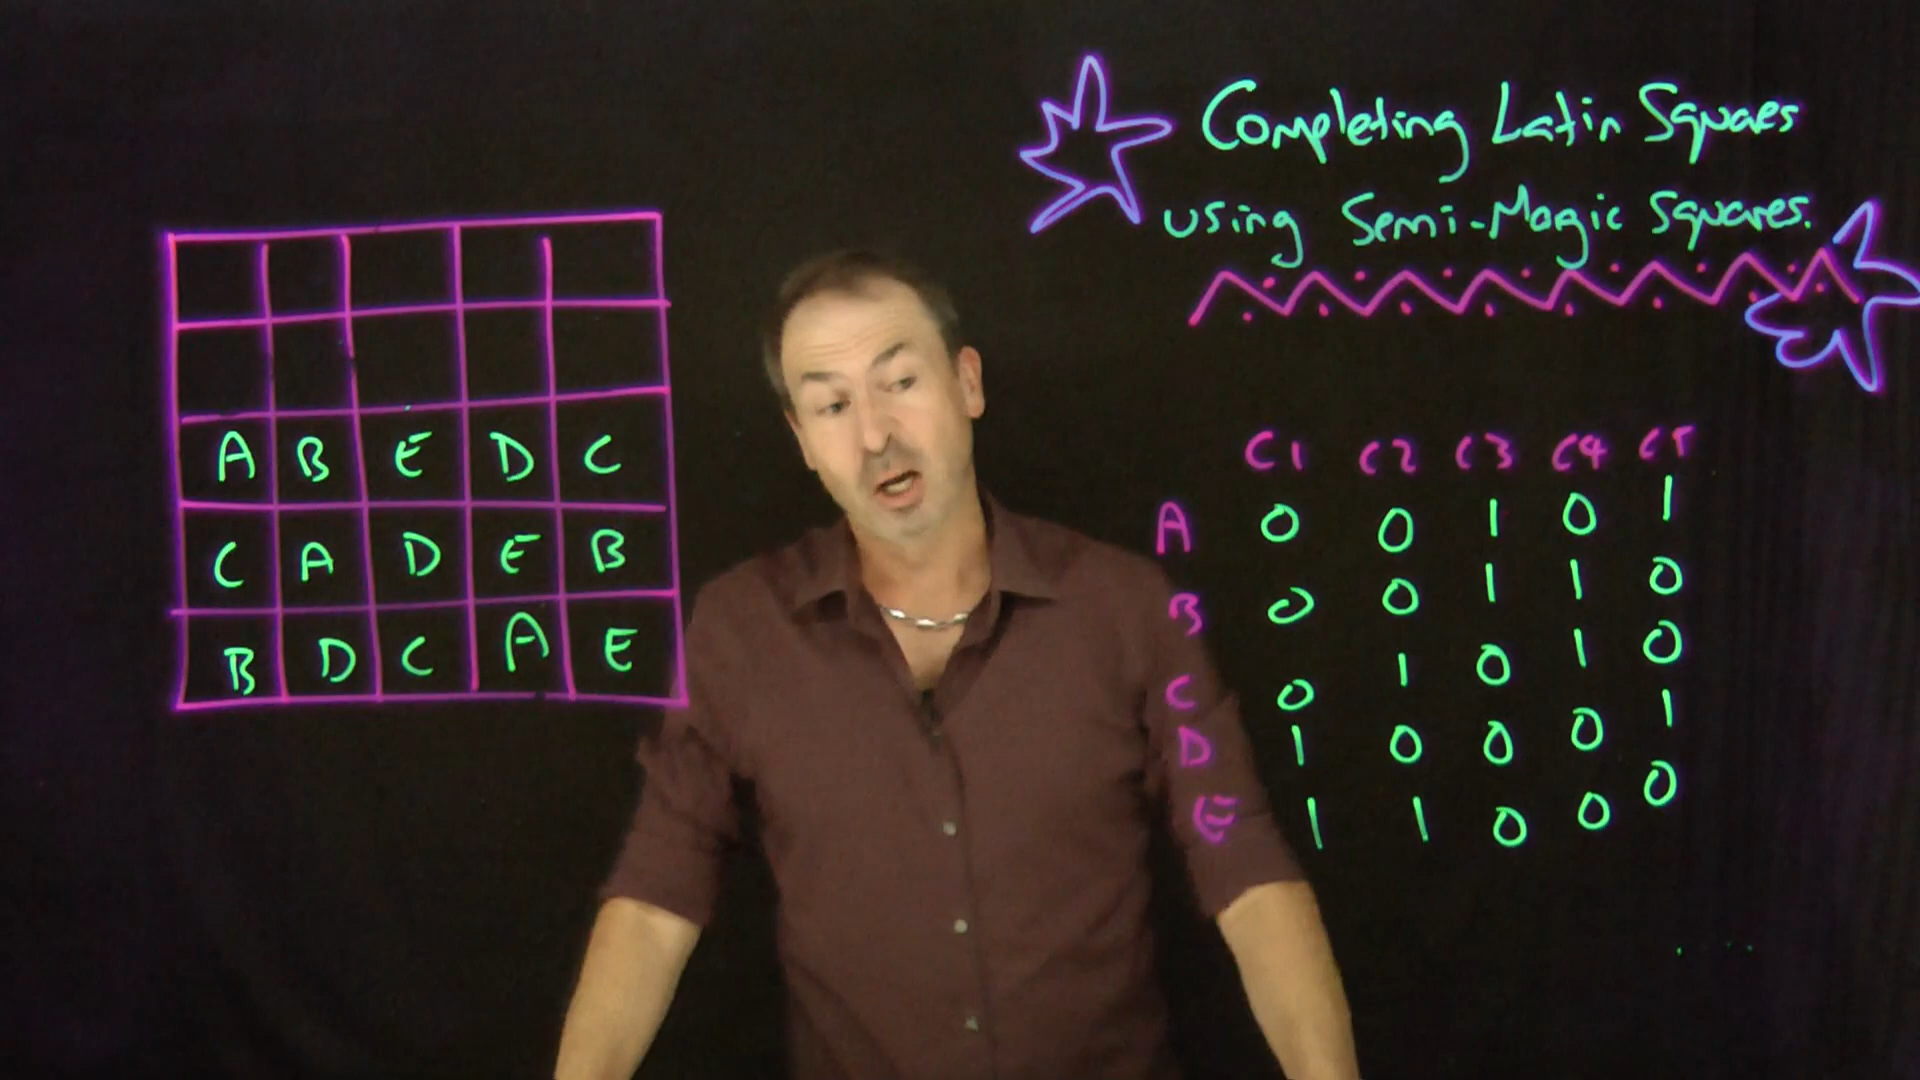 Completing Latin Squares
using Semi-Magic Squares.
A B E D C
C A D E B
B D C A E
C1 C2 C3 C4 C5
A 0 0 1 0 1
B 0 0 1 1 0
C 0 1 0 1 0
D 1 0 0 0 1
E 1 1 0 0 0